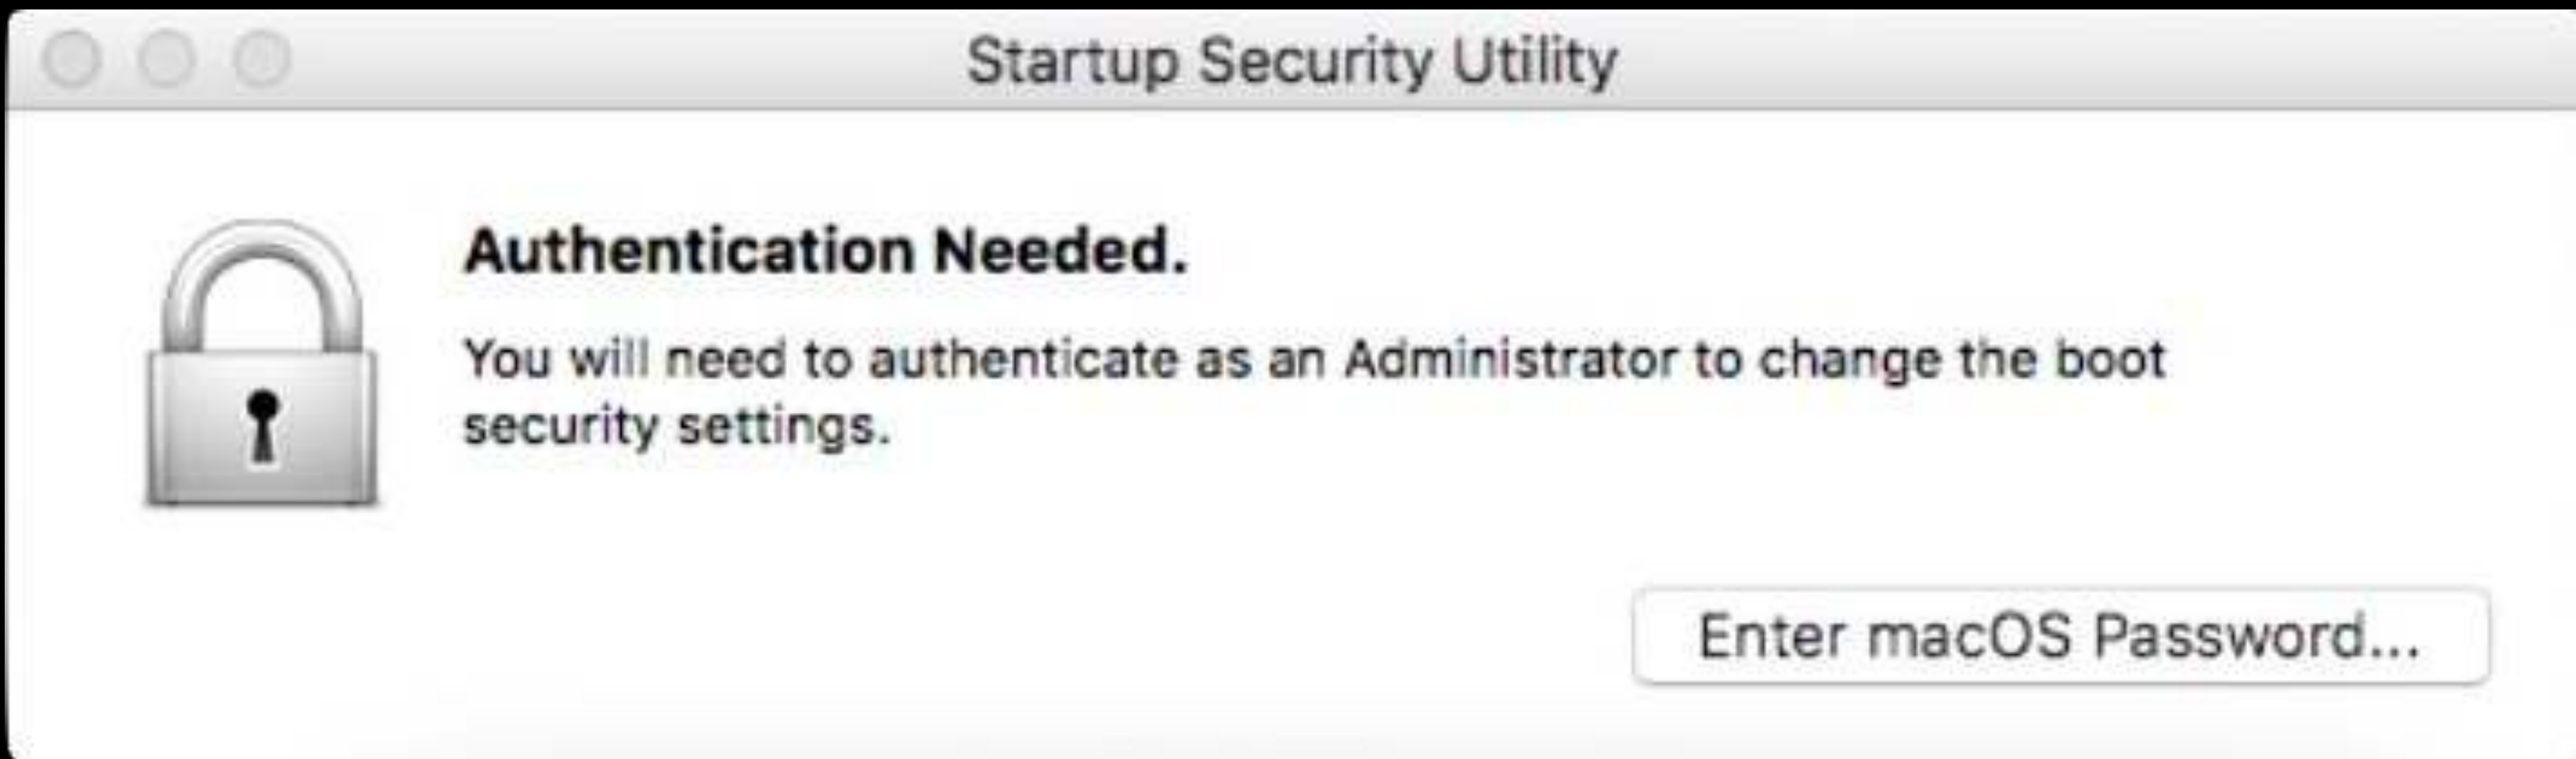 Startup Security Utility
Authentication Needed.
You will need to authenticate as an Administrator to change the boot
security settings.
Enter macOS Password...